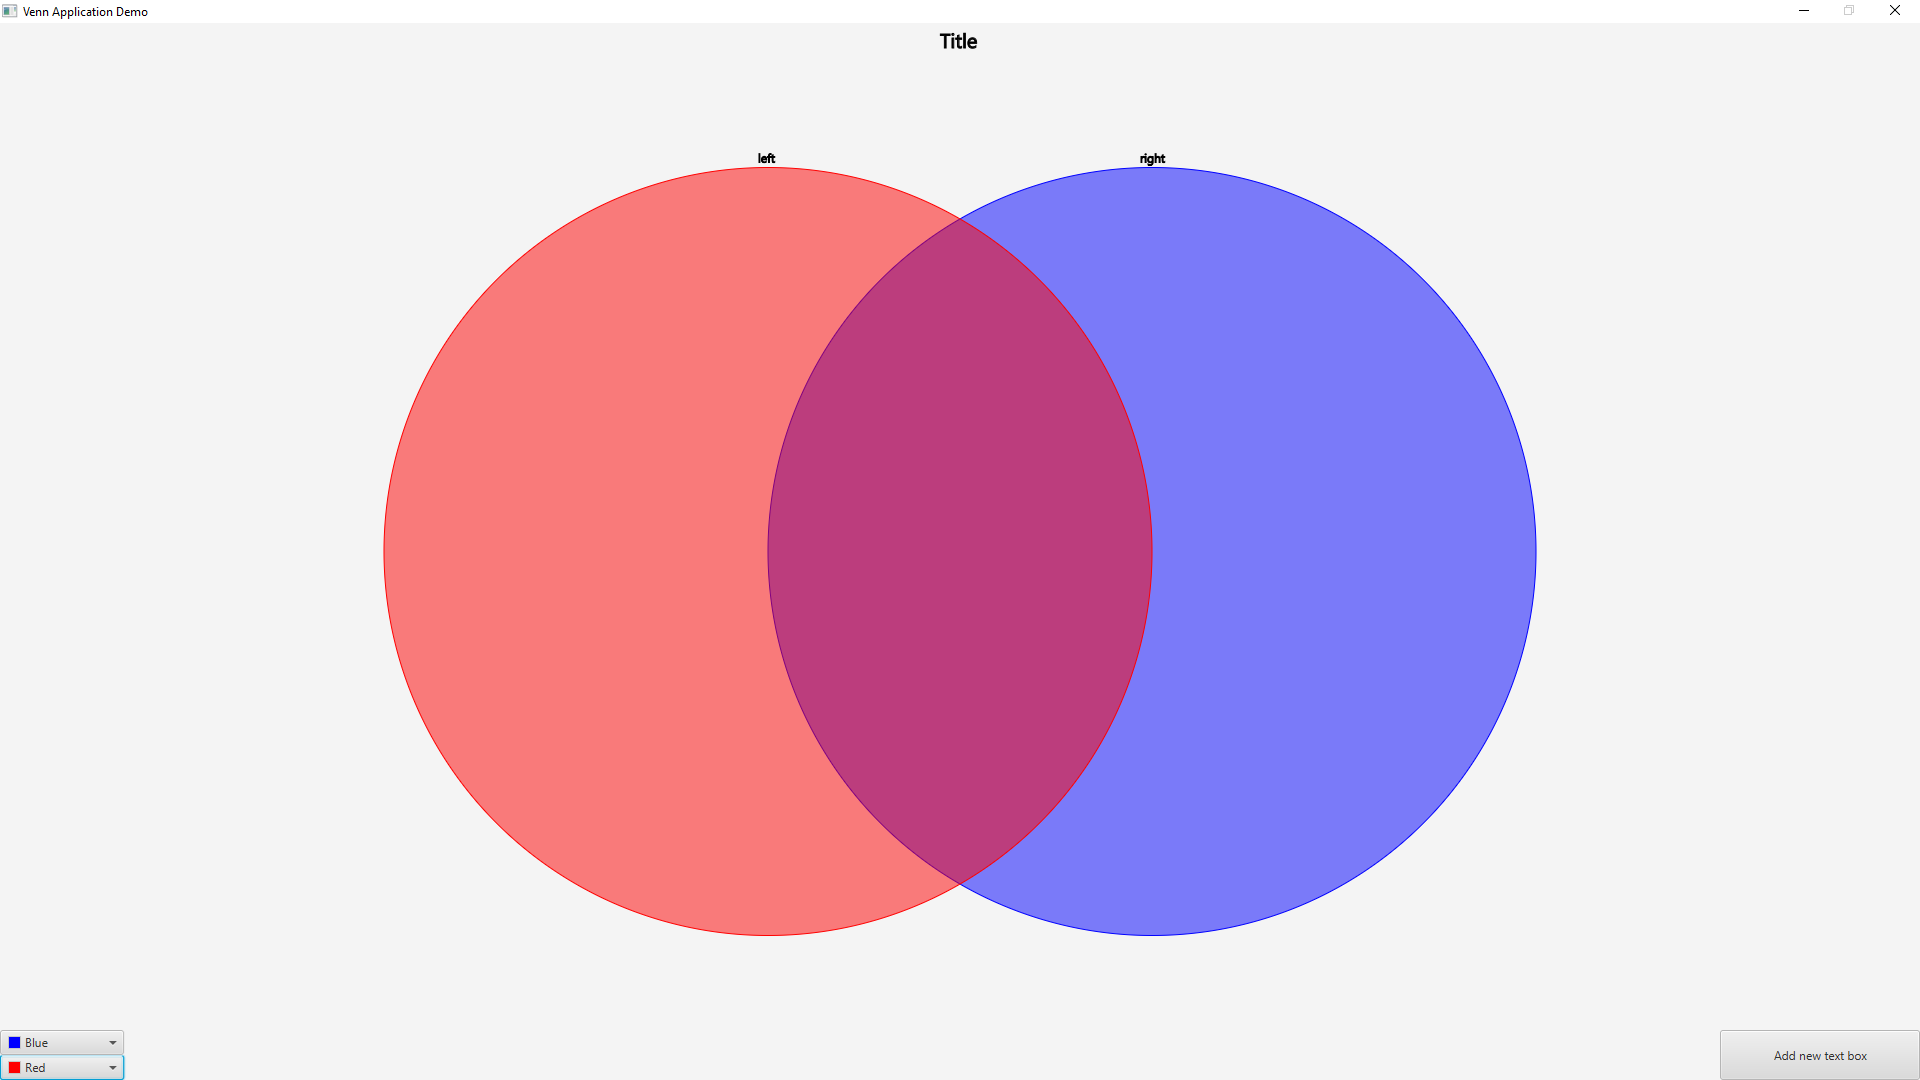 Venn Application Demo
Title
left
right
Blue
Red
Add new text box